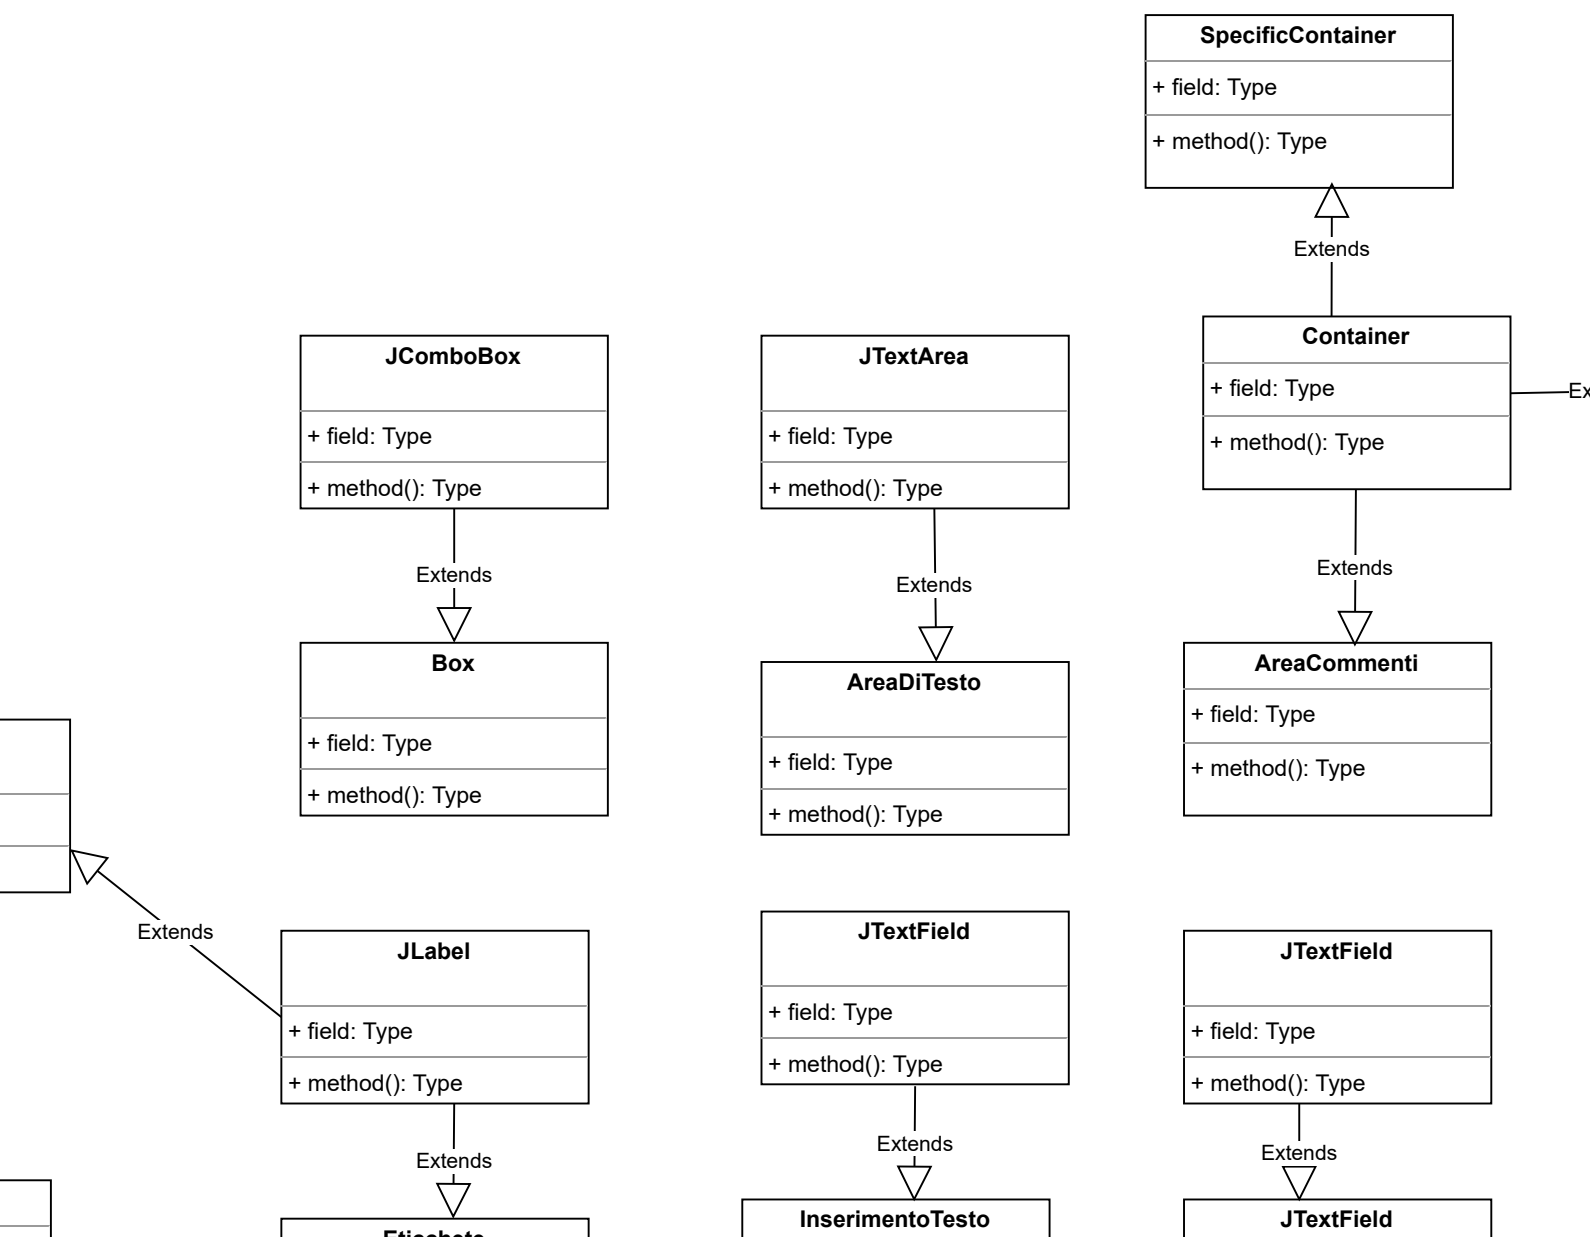 SpecificContainer
+ field: Type
+ method(): Type
Extends
Container
+ field: Type
+ method(): Type
JComboBox
+ field: Type
+ method(): Type
JTextArea
+ field: Type
+ method(): Type
Extends
Extends
Extends
Box
+ field: Type
+ method(): Type
AreaDiTesto
+ field: Type
+ method(): Type
AreaCommenti
+ field: Type
+ method(): Type
Extends
JLabel
+ field: Type
+ method(): Type
JTextField
+ field: Type
+ method(): Type
JTextField
+ field: Type
+ method(): Type
Extends
Extends
Extends
InserimentoTesto
JTextField